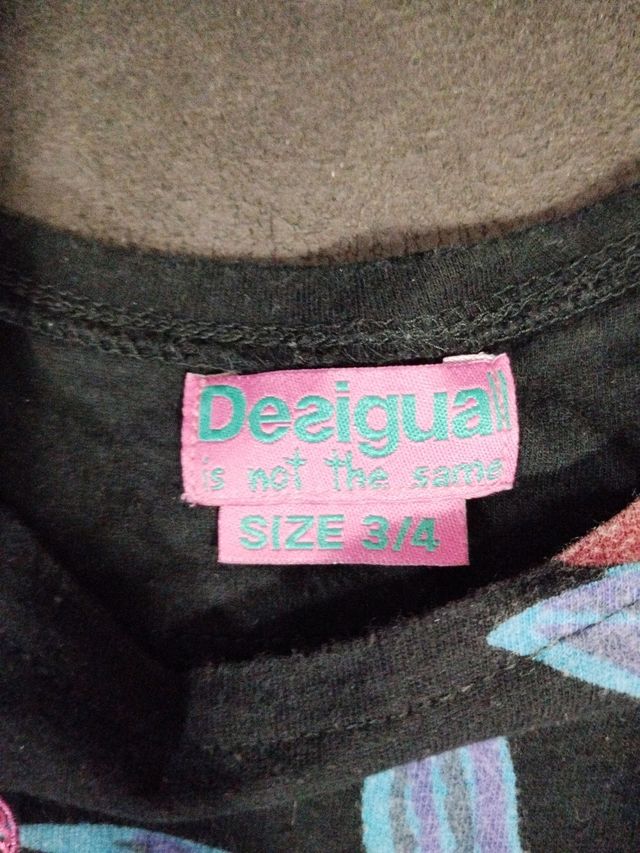 Desigual
is not the same
SIZE 3/4